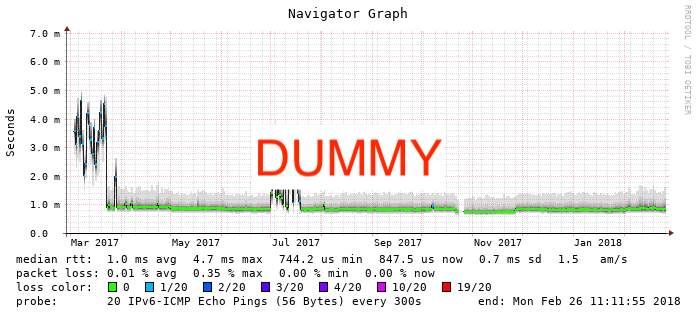 Navigator Graph
RRDTOOL / TOBI OETIKER
7.0 m
6.0 m
5.0 m
4.0 m
3.0 m
2.0 m
1.0 m
0.0
Seconds
DUMMY
Mar 2017 May 2017 Jul 2017 Sep 2017 Nov 2017 Jan 2018
median rtt: 1.0 ms avg 4.7 ms max 744.2 us min 847.5 us now 0.7 ms sd 1.5 am/s
packet loss: 0.01 % avg 0.35 % max 0.00 % min 0.00 % now
loss color: 0 1/20 2/20 3/20 4/20 10/20 19/20
probe: 20 IPv6-ICMP Echo Pings (56 Bytes) every 300s end: Mon Feb 26 11:11:55 2018